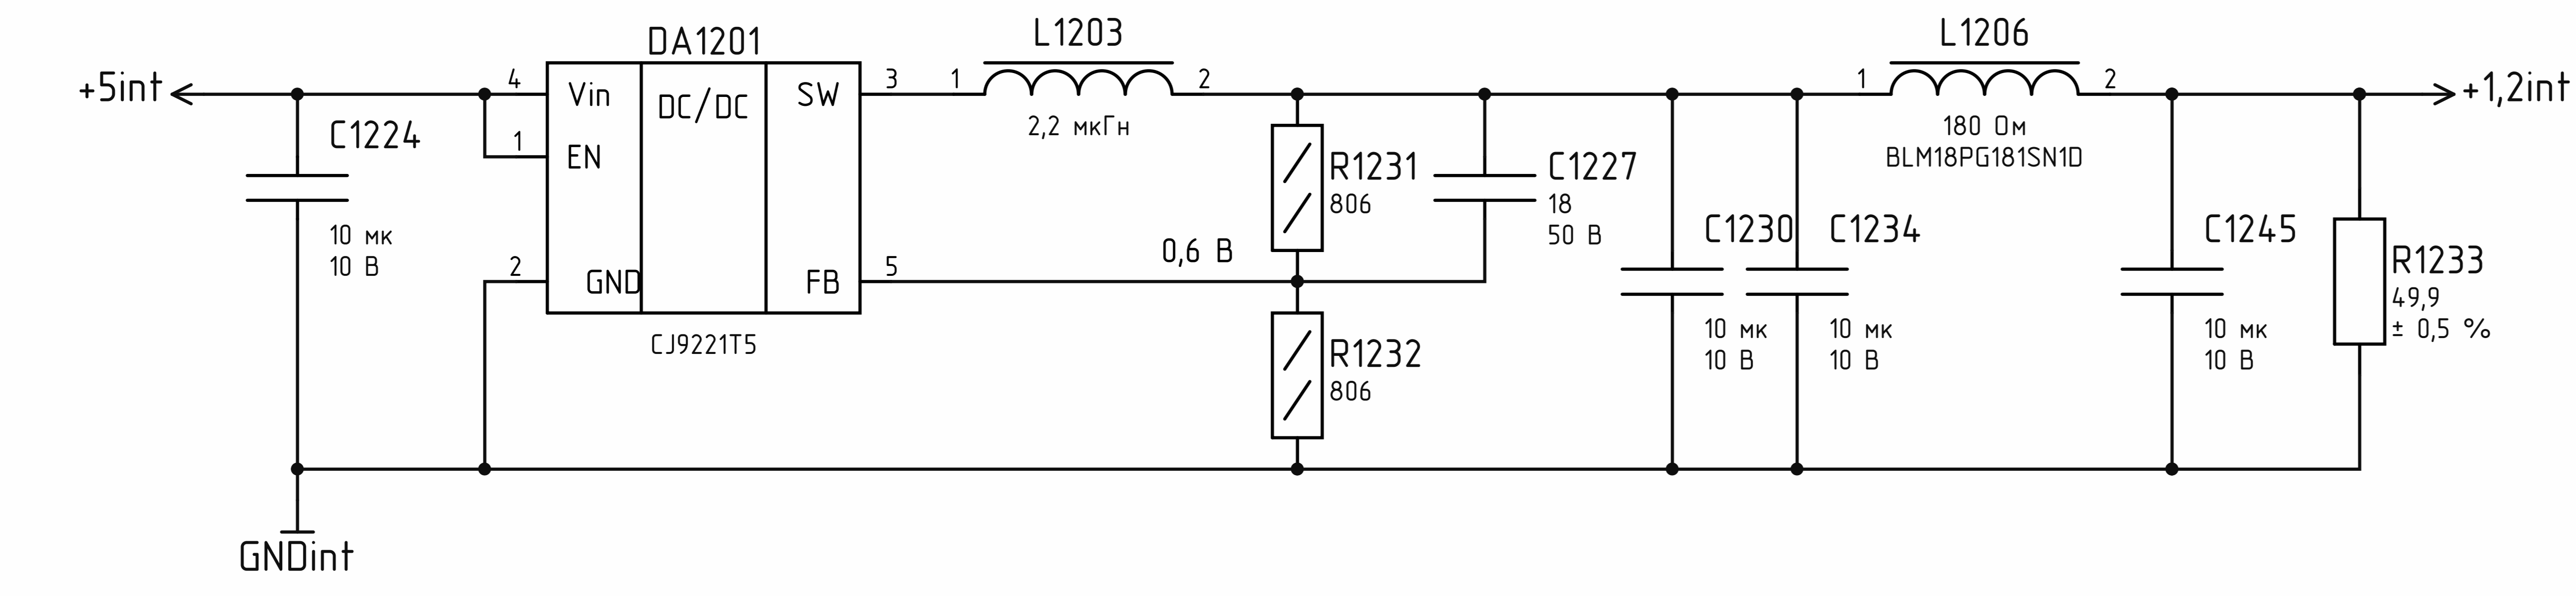 DA1201
L1203
L1206
+5int
4
Vin
DC/DC
SW
3
1
2
1
2
+1,2int
C1224
1
EN
2,2 мкГн
180 Ом
BLM18PG181SN1D
R1231
806
C1227
18
50 В
10 мк
10 В
2
GND
FB
5
0,6 В
C1230
C1234
C1245
R1233
49,9
± 0,5 %
CJ9221T5
R1232
806
10 мк
10 В
10 мк
10 В
10 мк
10 В
GNDint